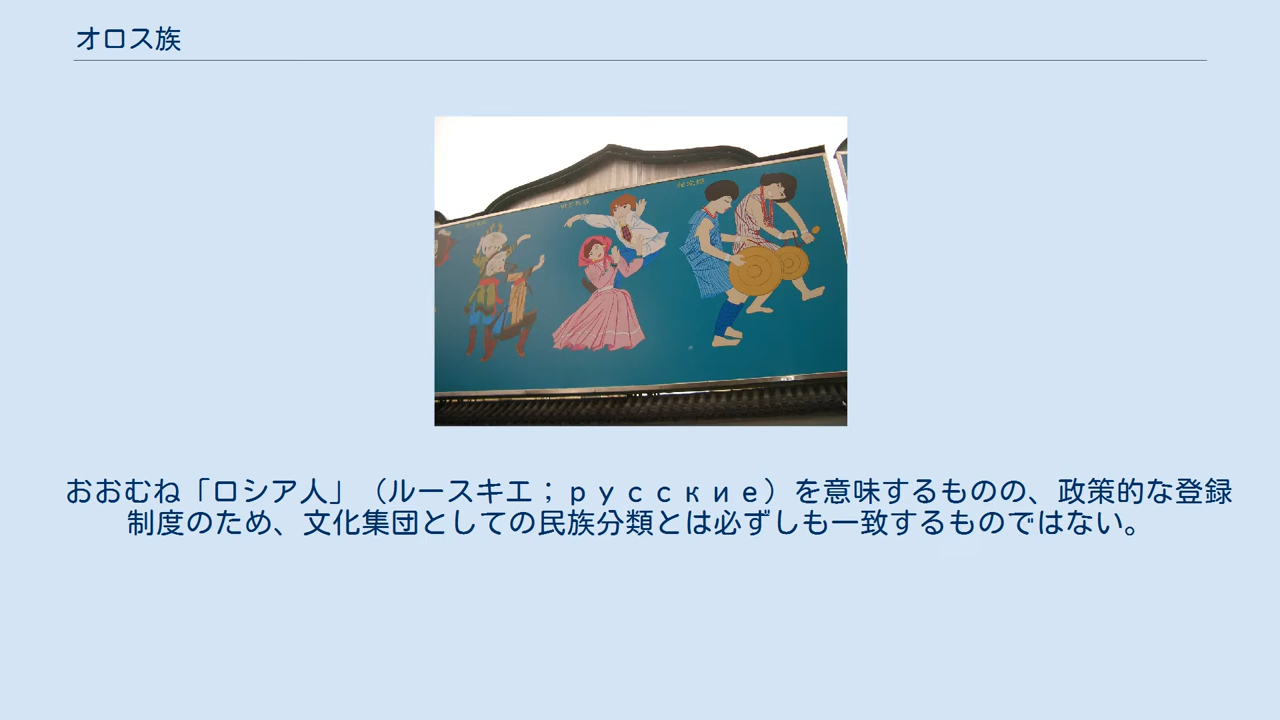 オロス族
おおむね「ロシア人」（ルースキエ；русские）を意味するものの、政策的な登録
制度のため、文化集団としての民族分類とは必ずしも一致するものではない。